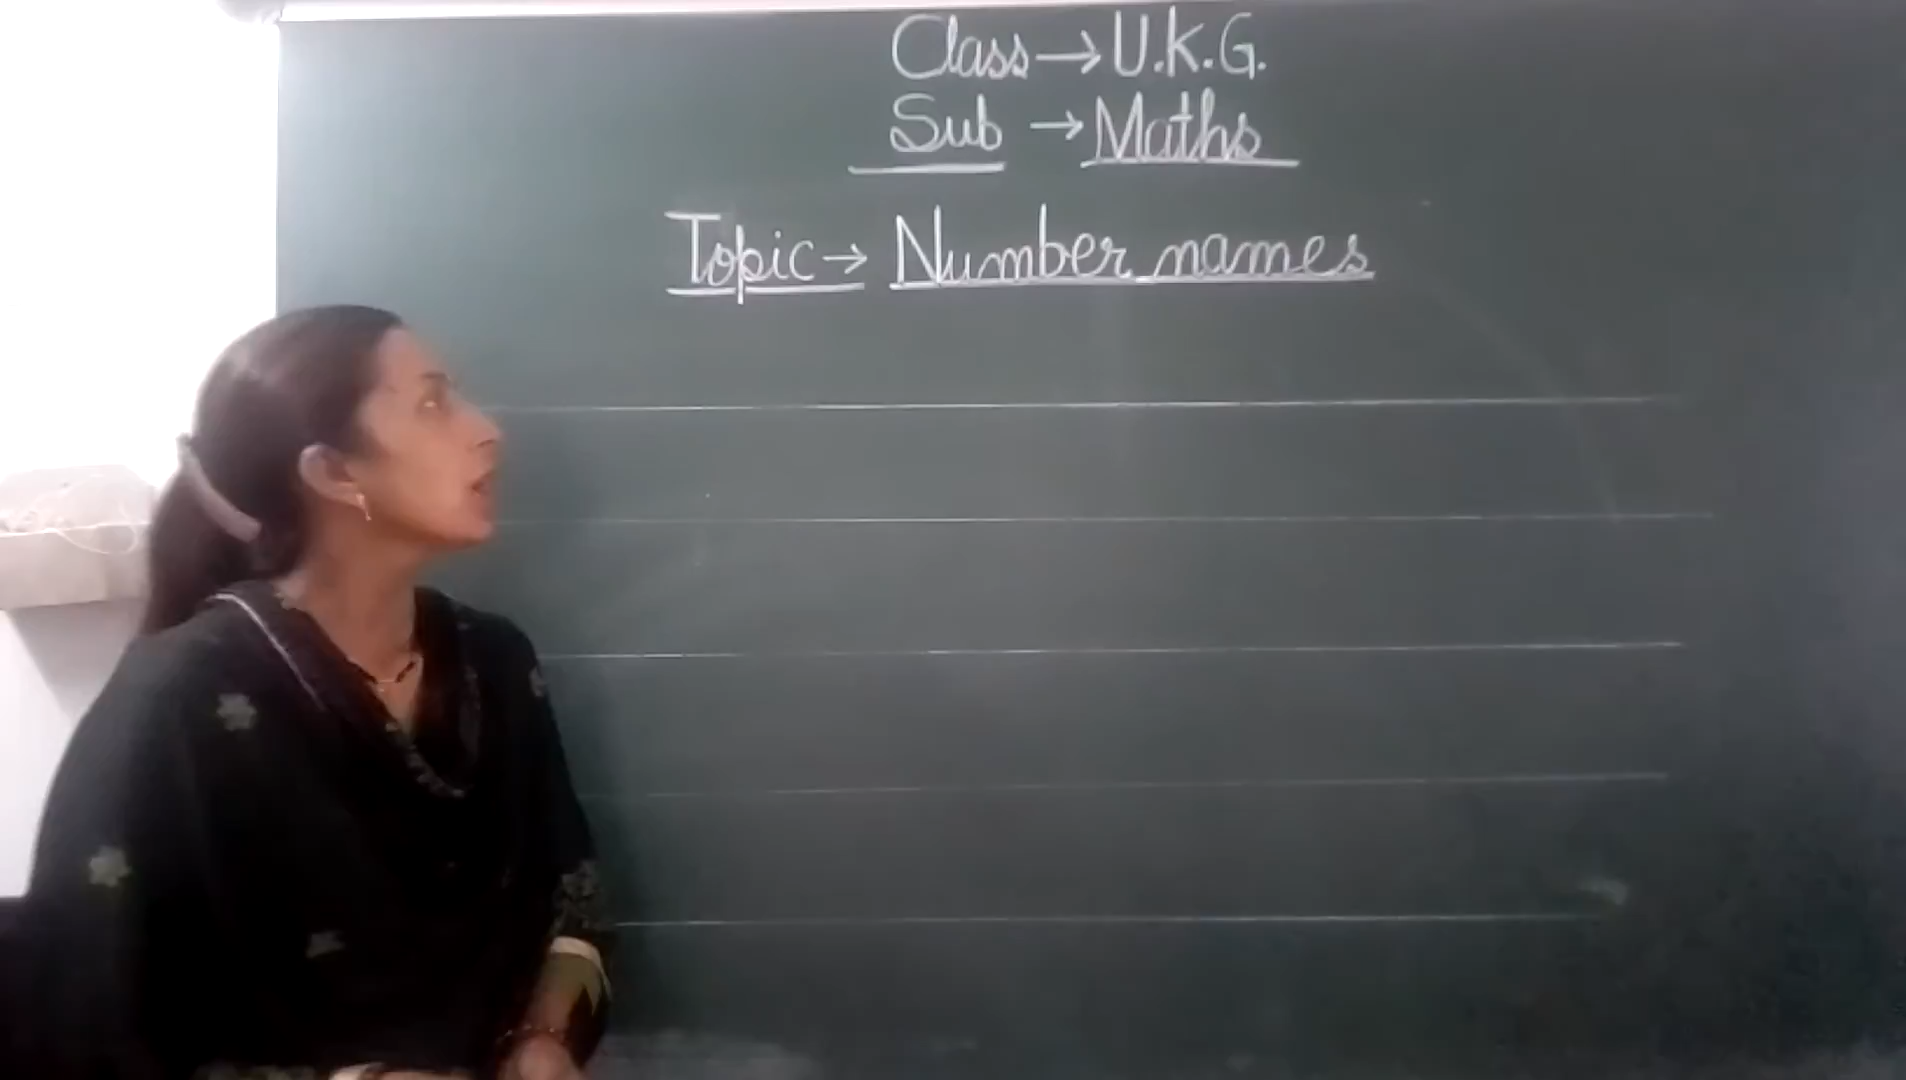 Class → U.K.G.
Sub → Maths
Topic → Number names